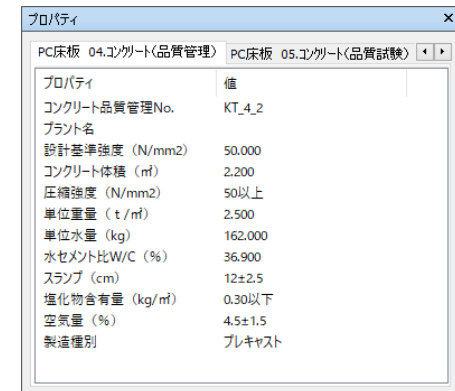 プロパティ ×
PC床板 04.コンクリート(品質管理) PC床板 05.コンクリート(品質試験)
プロパティ 値
コンクリート品質管理No. KT_4_2
プラント名
設計基準強度(N/mm2) 50.000
コンクリート体積(㎥) 2.200
圧縮強度(N/mm2) 50以上
単位重量(t/㎥) 2.500
単位水量(kg) 162.000
水セメント比W/C(%) 36.900
スランプ(cm) 12±2.5
塩化物含有量(kg/㎥) 0.30以下
空気量(%) 4.5±1.5
製造種別 プレキャスト